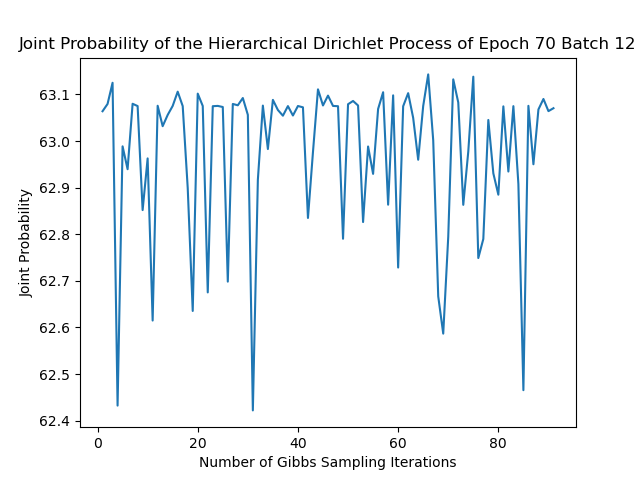 Joint Probability of the Hierarchical Dirichlet Process of Epoch 70 Batch 12
63.1
63.0
62.9
62.8
62.7
62.6
62.5
62.4
Joint Probability
0 20 40 60 80
Number of Gibbs Sampling Iterations